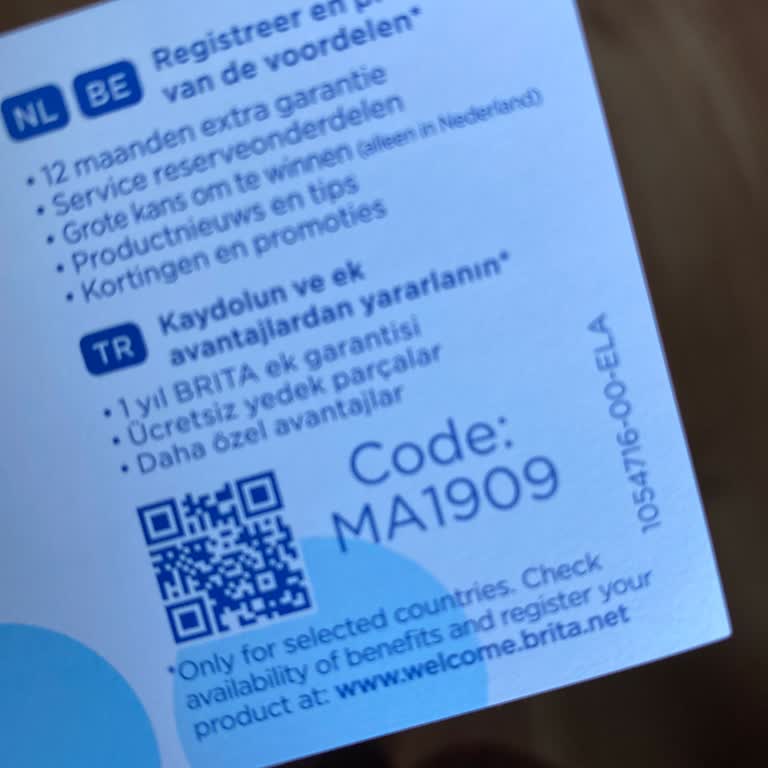 NL BE Registreer en
van de voordelen*
• 12 maanden extra garantie
• Service reserveonderdelen
• Grote kans om te winnen (alleen in Nederland)
• Productnieuws en tips
• Kortingen en promoties
TR Kaydolun ve ek
avantajlardan yararlanın*
• 1 yıl BRITA ek garantisi
• Ücretsiz yedek parçalar
• Daha özel avantajlar
Code:
MA1909
1054716-00-ELA
*Only for selected countries. Check
availability of benefits and register your
product at: www.welcome.brita.net